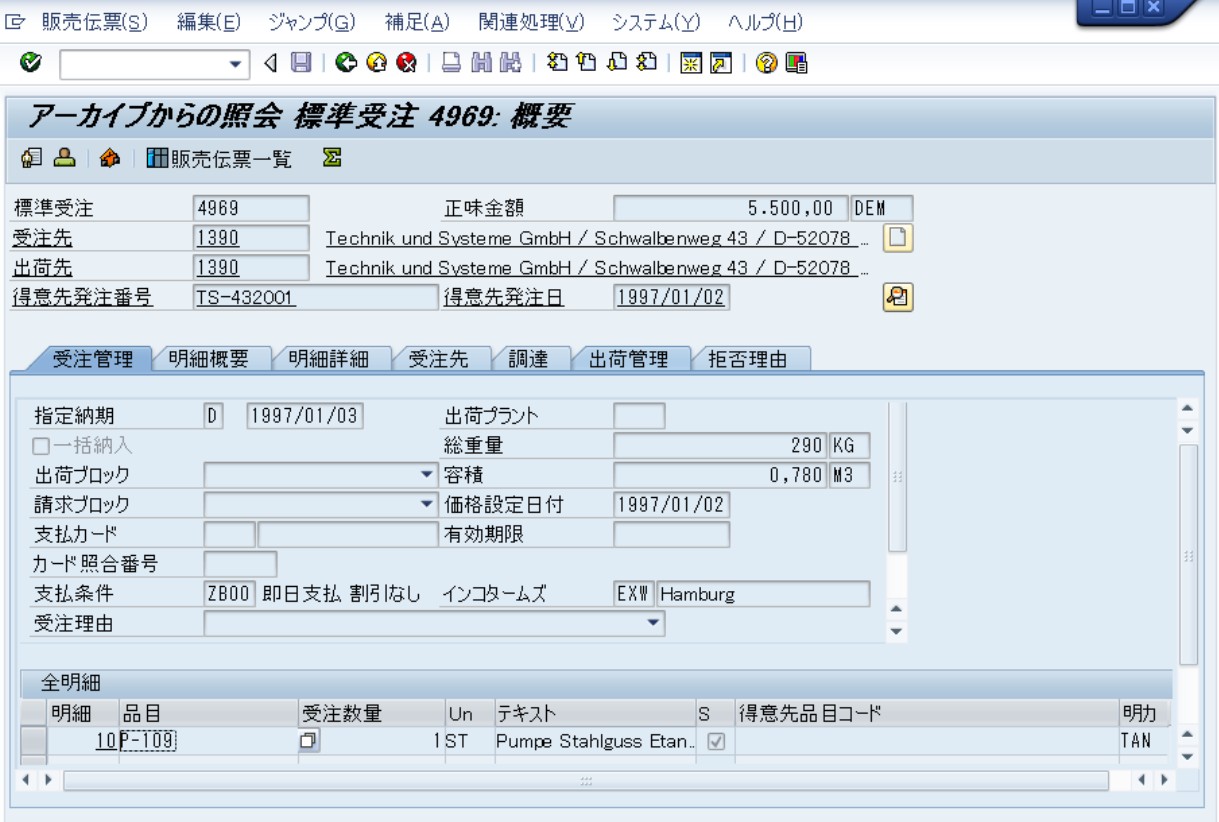 販売伝票(S) 編集(E) ジャンプ(G) 補足(A) 関連処理(V) システム(Y) ヘルプ(H)
アーカイブからの照会 標準受注 4969: 概要
販売伝票一覧
標準受注 4969 正味金額 5.500,00 DEM
受注先 1390 Technik und Systeme GmbH / Schwalbenweg 43 / D-52078 ...
出荷先 1390 Technik und Systeme GmbH / Schwalbenweg 43 / D-52078 ...
得意先発注番号 TS-432001 得意先発注日 1997/01/02
受注管理 明細概要 明細詳細 受注先 調達 出荷管理 拒否理由
指定納期 D 1997/01/03 出荷プラント
一括納入 総重量 290 KG
出荷ブロック 容積 0,780 M3
請求ブロック 価格設定日付 1997/01/02
支払カード 有効期限
カード照合番号
支払条件 ZB00 即日支払 割引なし インコタームズ EXW Hamburg
受注理由
全明細
明細 品目 受注数量 Un テキスト S 得意先品目コード 明力
10 P-109 1 ST Pumpe Stahlguss Etan.. TAN